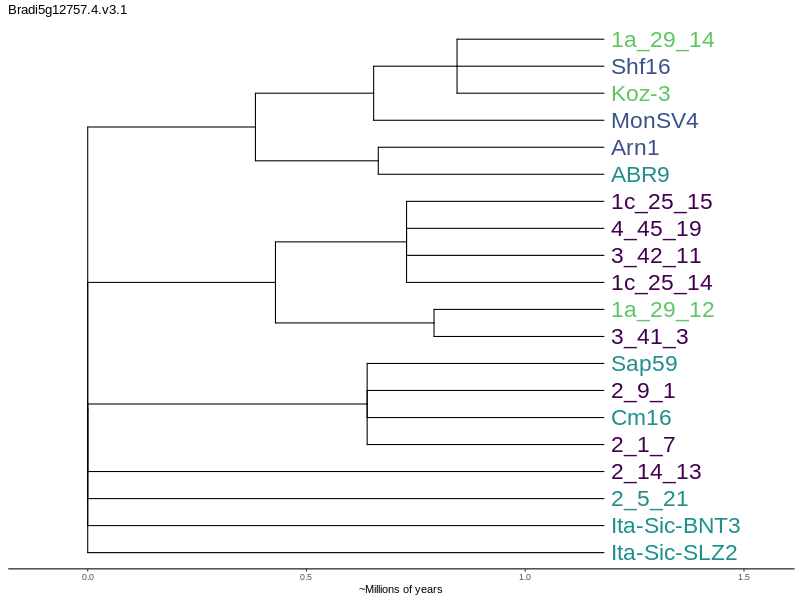 Bradi5g12757.4.v3.1
1a_29_14
Shf16
Koz-3
MonSV4
Arn1
ABR9
1c_25_15
4_45_19
3_42_11
1c_25_14
1a_29_12
3_41_3
Sap59
2_9_1
Cm16
2_1_7
2_14_13
2_5_21
Ita-Sic-BNT3
Ita-Sic-SLZ2
0.0 0.5 1.0 1.5
~Millions of years